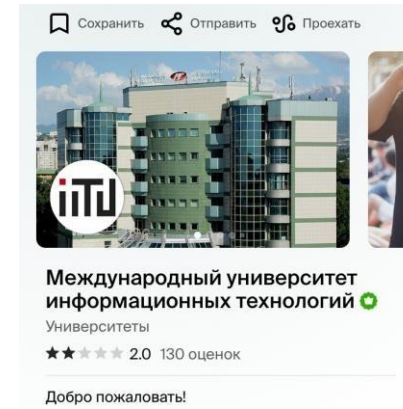 Сохранить Отправить Проехать
iiTU
Международный университет
информационных технологий
Университеты
2.0 130 оценок
Добро пожаловать!